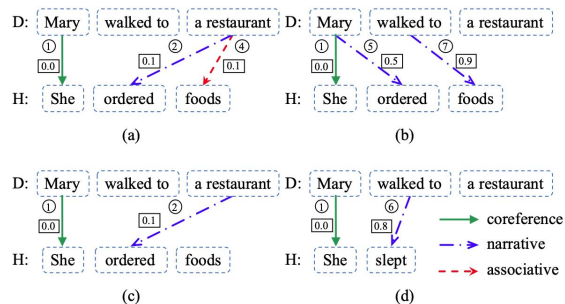 D: Mary walked to a restaurant
① ② ④
0.0 0.1 0.1
H: She ordered foods
(a)
D: Mary walked to a restaurant
① ⑤ ⑦
0.0 0.5 0.9
H: She ordered foods
(b)
D: Mary walked to a restaurant
① ②
0.0 0.1
H: She ordered foods
(c)
D: Mary walked to a restaurant
① ⑥
0.0 0.8
H: She slept
(d)
coreference
narrative
associative